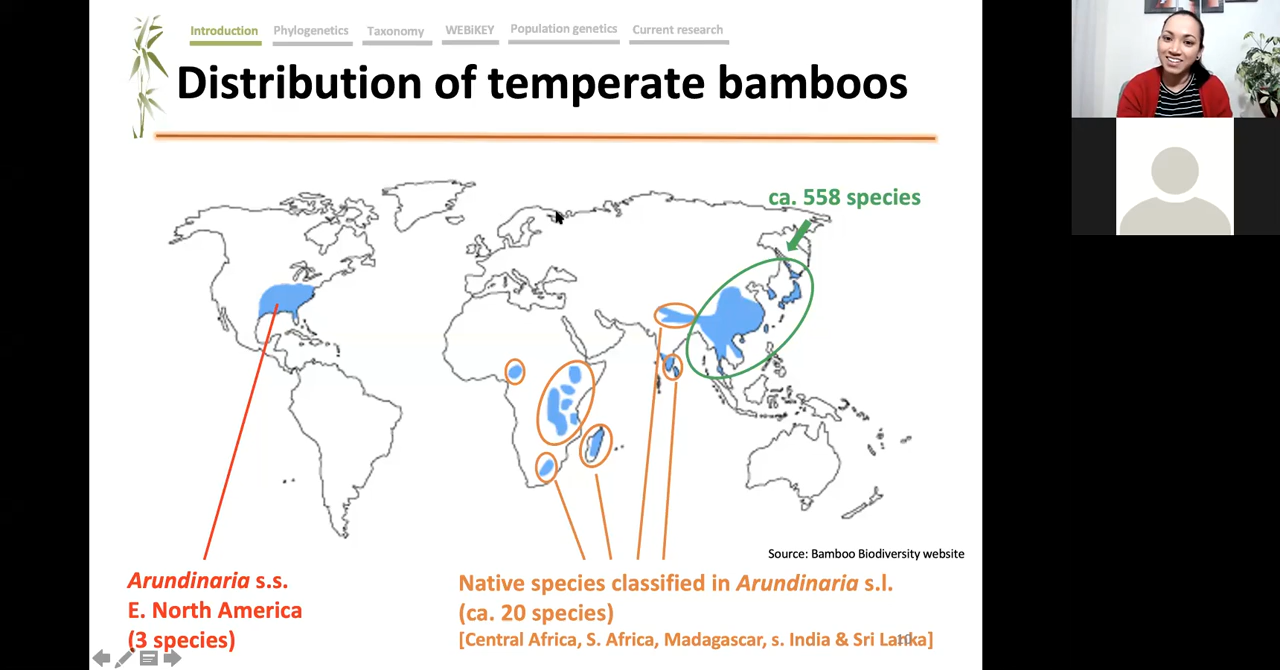 Introduction Phylogenetics Taxonomy WEBiKEY Population genetics Current research
Distribution of temperate bamboos
ca. 558 species
Source: Bamboo Biodiversity website
Arundinaria s.s.
E. North America
(3 species)
Native species classified in Arundinaria s.l.
(ca. 20 species)
[Central Africa, S. Africa, Madagascar, s. India & Sri Lanka]